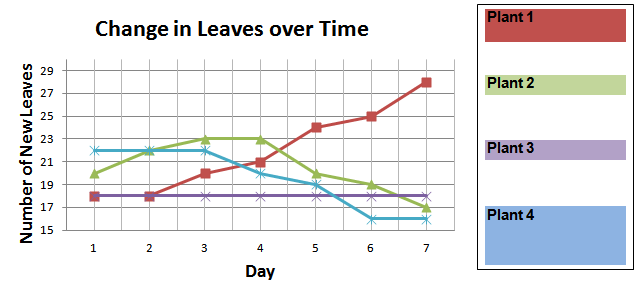 Change in Leaves over Time
Number of New Leaves
29
27
25
23
21
19
17
15
1 2 3 4 5 6 7
Day
Plant 1
Plant 2
Plant 3
Plant 4